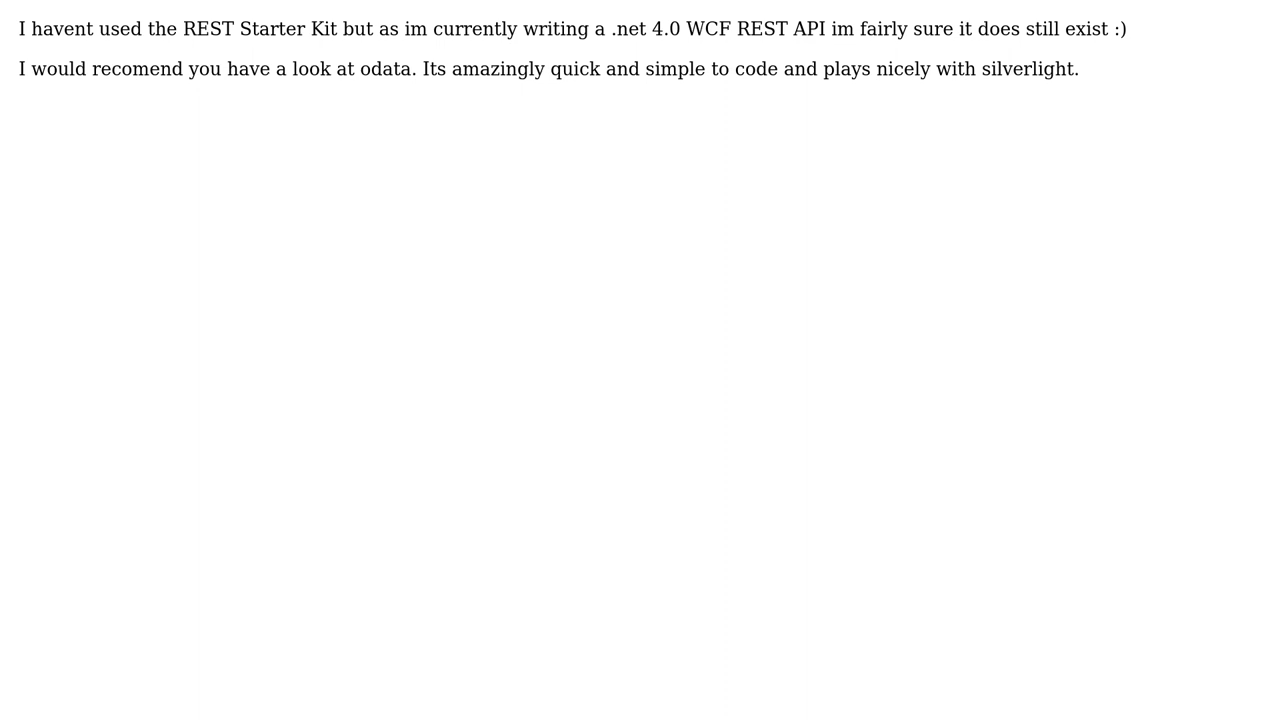 I havent used the REST Starter Kit but as im currently writing a .net 4.0 WCF REST API im fairly sure it does still exist :)
I would recomend you have a look at odata. Its amazingly quick and simple to code and plays nicely with silverlight.